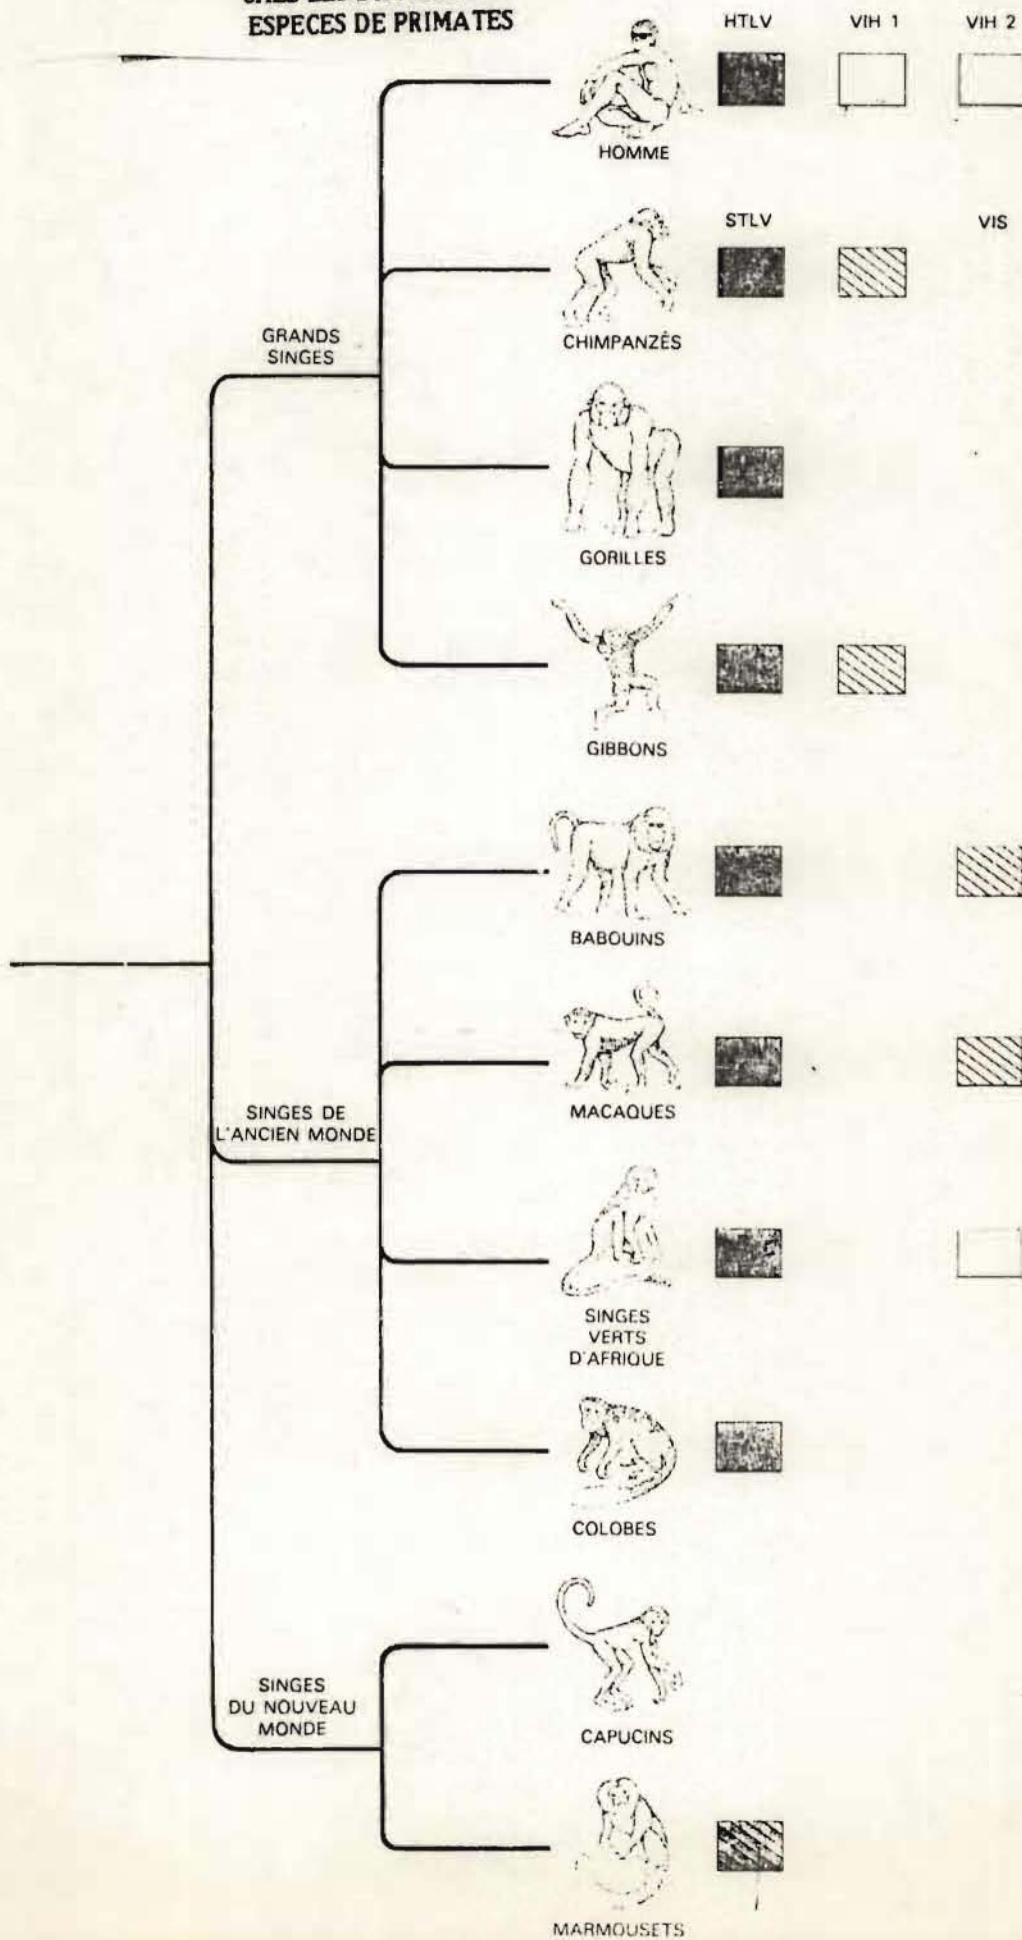 ESPECES DE PRIMATES
HTLV VIH 1 VIH 2
HOMME
STLV VIS
CHIMPANZÉS
GRANDS
SINGES
GORILLES
GIBBONS
BABOUINS
MACAQUES
SINGES DE
L'ANCIEN MONDE
SINGES
VERTS
D'AFRIQUE
COLOBES
SINGES
DU NOUVEAU
MONDE
CAPUCINS
MARMOUSETS